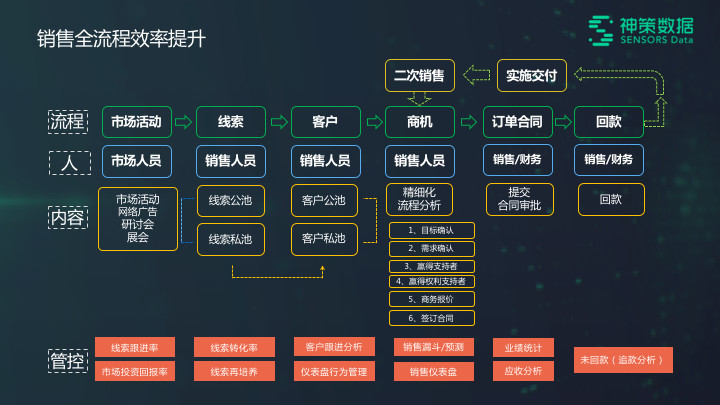 销售全流程效率提升
神策数据
SENSORS Data
二次销售
实施交付
流程
市场活动
线索
客户
商机
订单合同
回款
人
市场人员
销售人员
销售人员
销售人员
销售/财务
销售/财务
内容
市场活动
网络广告
研讨会
展会
线索公池
线索私池
客户公池
客户私池
精细化
流程分析
1、目标确认
2、需求确认
3、赢得支持者
4、赢得权利支持者
5、商务报价
6、签订合同
提交
合同审批
回款
管控
线索跟进率
市场投资回报率
线索转化率
线索再培养
客户跟进分析
仪表盘行为管理
销售漏斗/预测
销售仪表盘
业绩统计
应收分析
未回款（追款分析）